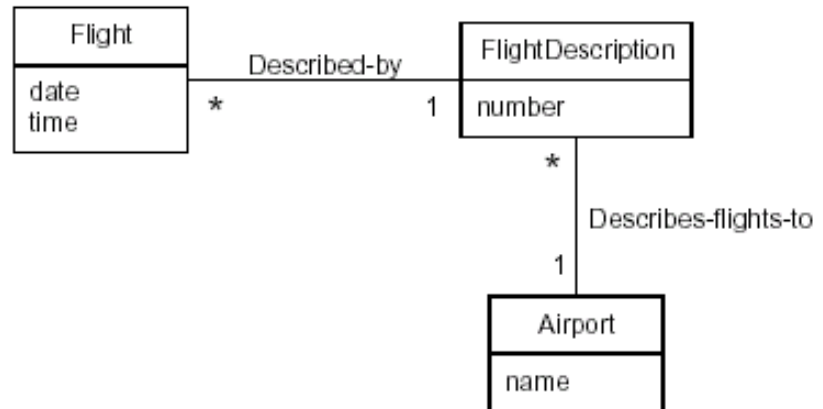 Flight
date
time
Described-by
*
1
FlightDescription
number
*
Describes-flights-to
1
Airport
name